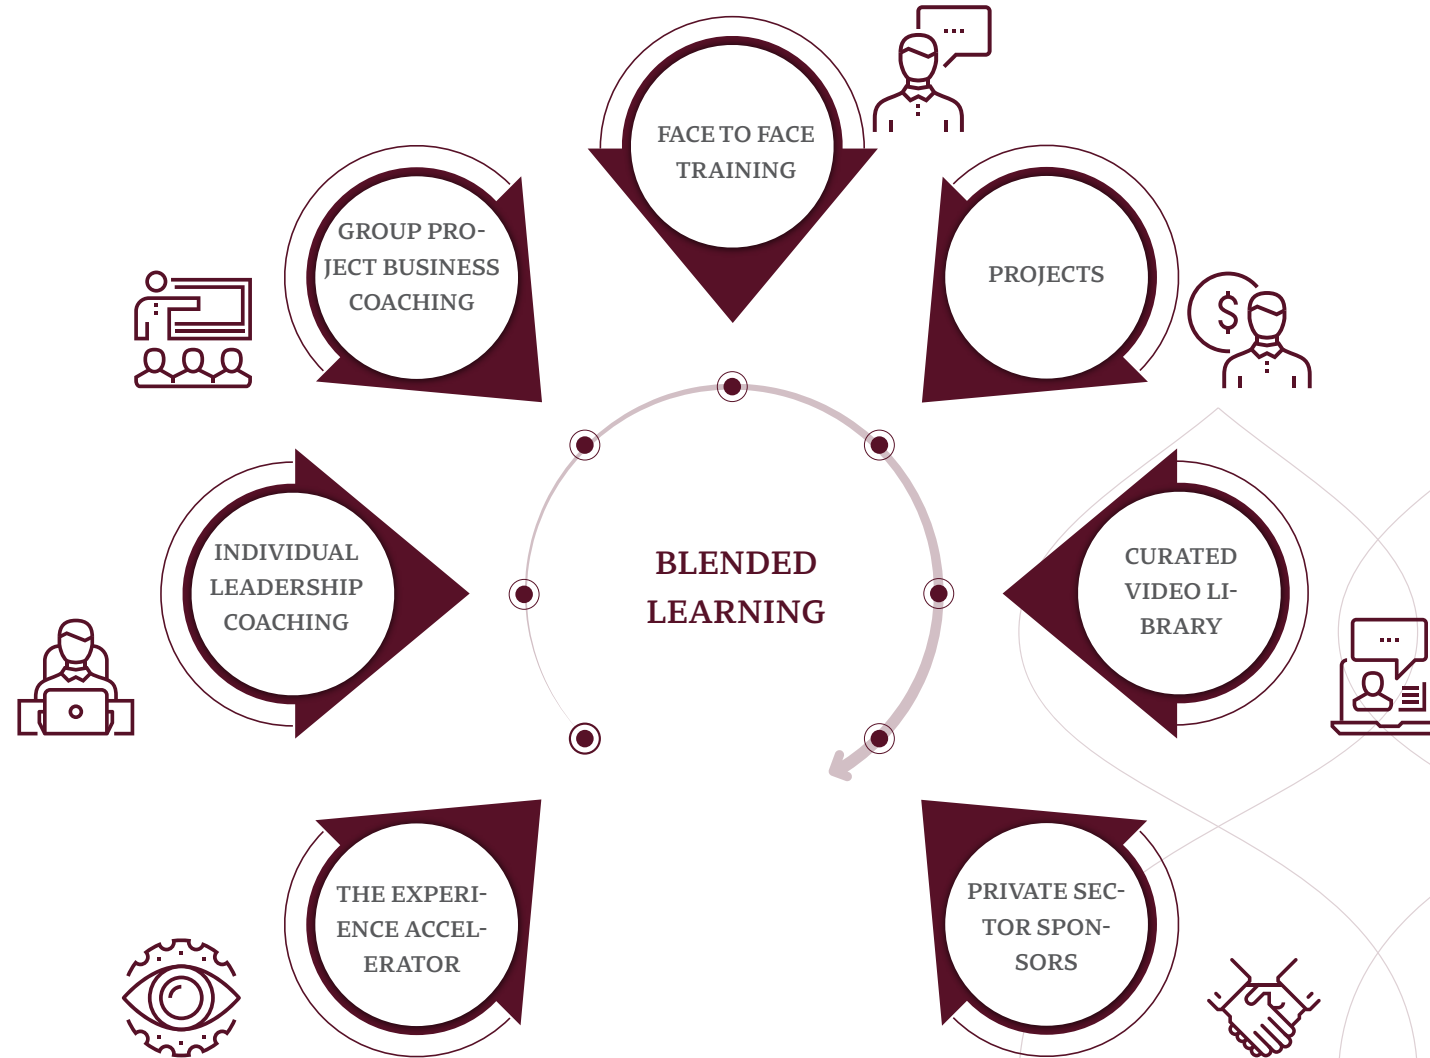 FACE TO FACE
TRAINING
GROUP PRO-
JECT BUSINESS
COACHING
PROJECTS
INDIVIDUAL
LEADERSHIP
COACHING
BLENDED
LEARNING
CURATED
VIDEO LI-
BRARY
THE EXPERI-
ENCE ACCEL-
ERATOR
PRIVATE SEC-
TOR SPON-
SORS
$